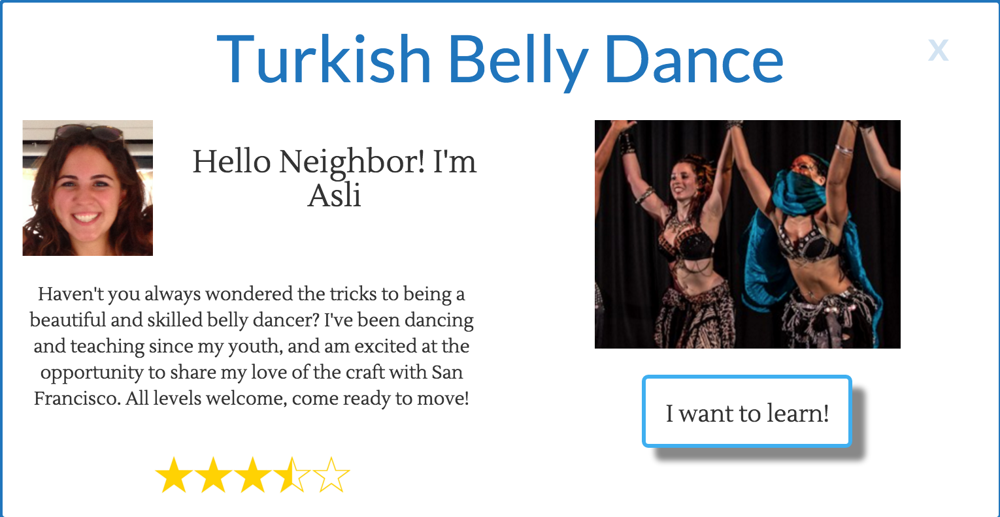 Turkish Belly Dance
X
Hello Neighbor! I'm
Asli
Haven't you always wondered the tricks to being a
beautiful and skilled belly dancer? I've been dancing
and teaching since my youth, and am excited at the
opportunity to share my love of the craft with San
Francisco. All levels welcome, come ready to move!
I want to learn!